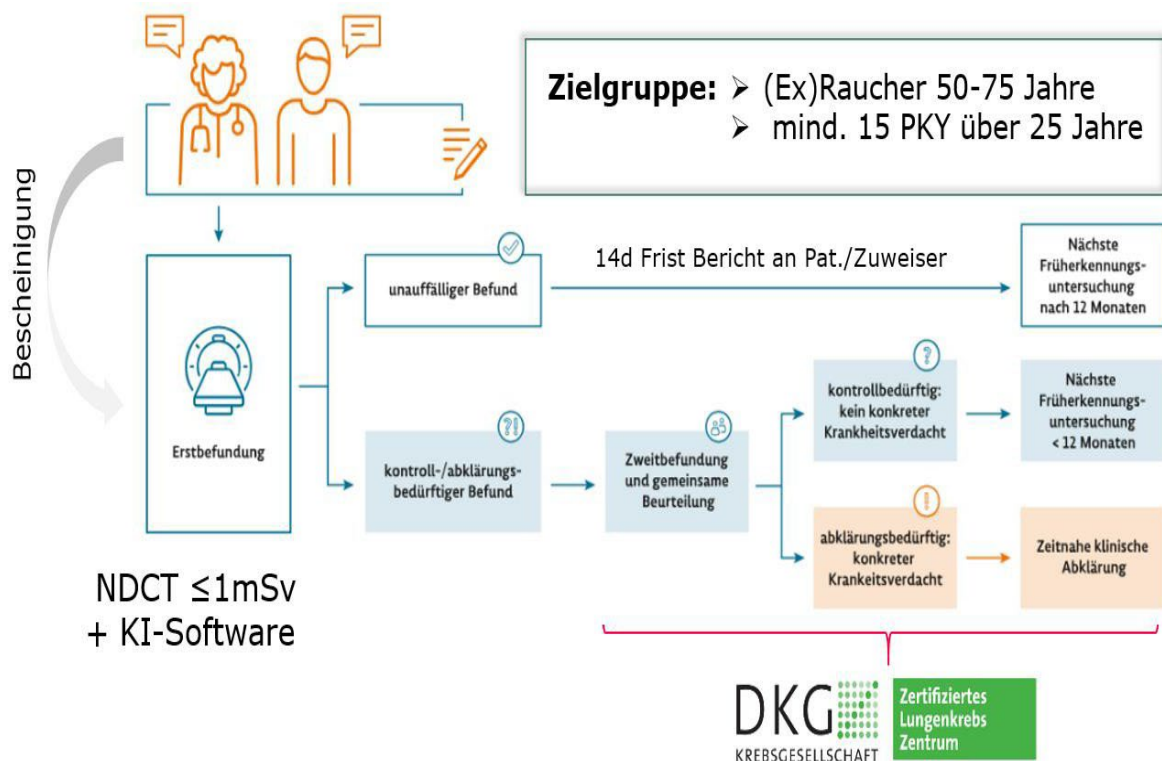 Zielgruppe: ➢ (Ex)Raucher 50-75 Jahre
➢ mind. 15 PKY über 25 Jahre
Bescheinigung
Erstbefundung
NDCT ≤1mSv
+ KI-Software
unauffälliger Befund
14d Frist Bericht an Pat./Zuweiser
Nächste
Früherkennungs-
untersuchung
nach 12 Monaten
?!
kontroll-/abklärungs-
bedürftiger Befund
Zweitbefundung
und gemeinsame
Beurteilung
?
kontrollbedürftig:
kein konkreter
Krankheitsverdacht
Nächste
Früherkennungs-
untersuchung
< 12 Monaten
!
abklärungsbedürftig:
konkreter
Krankeitsverdacht
Zeitnahe klinische
Abklärung
DKG
KREBSGESELLSCHAFT
Zertifiziertes
Lungenkrebs
Zentrum